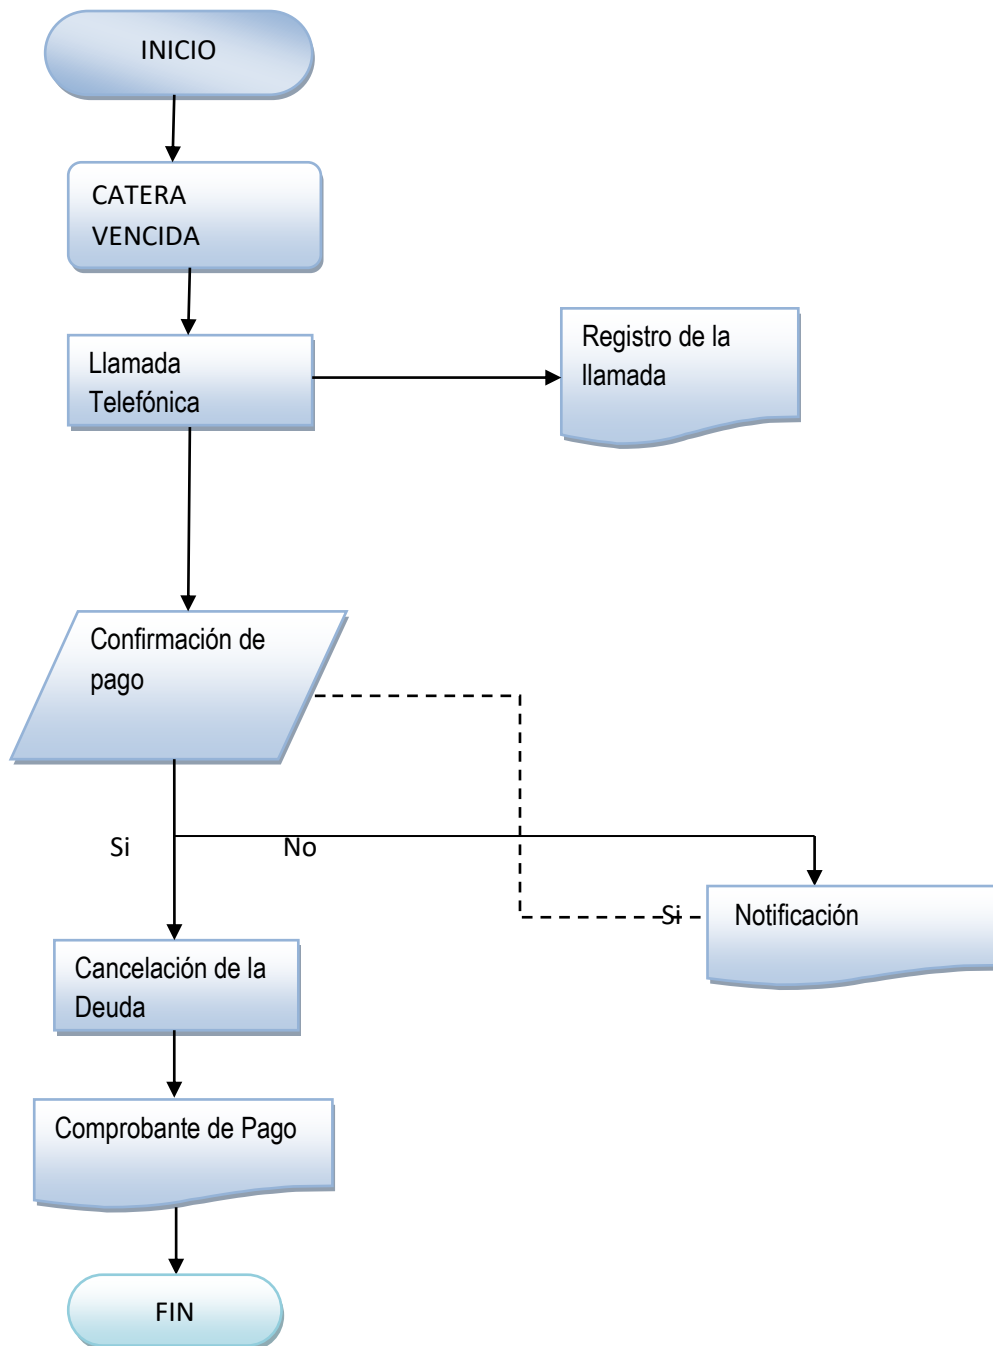 INICIO
CATERA
VENCIDA
Llamada
Telefónica
Registro de la
llamada
Confirmación de
pago
Si
No
Si
Notificación
Cancelación de la
Deuda
Comprobante de Pago
FIN